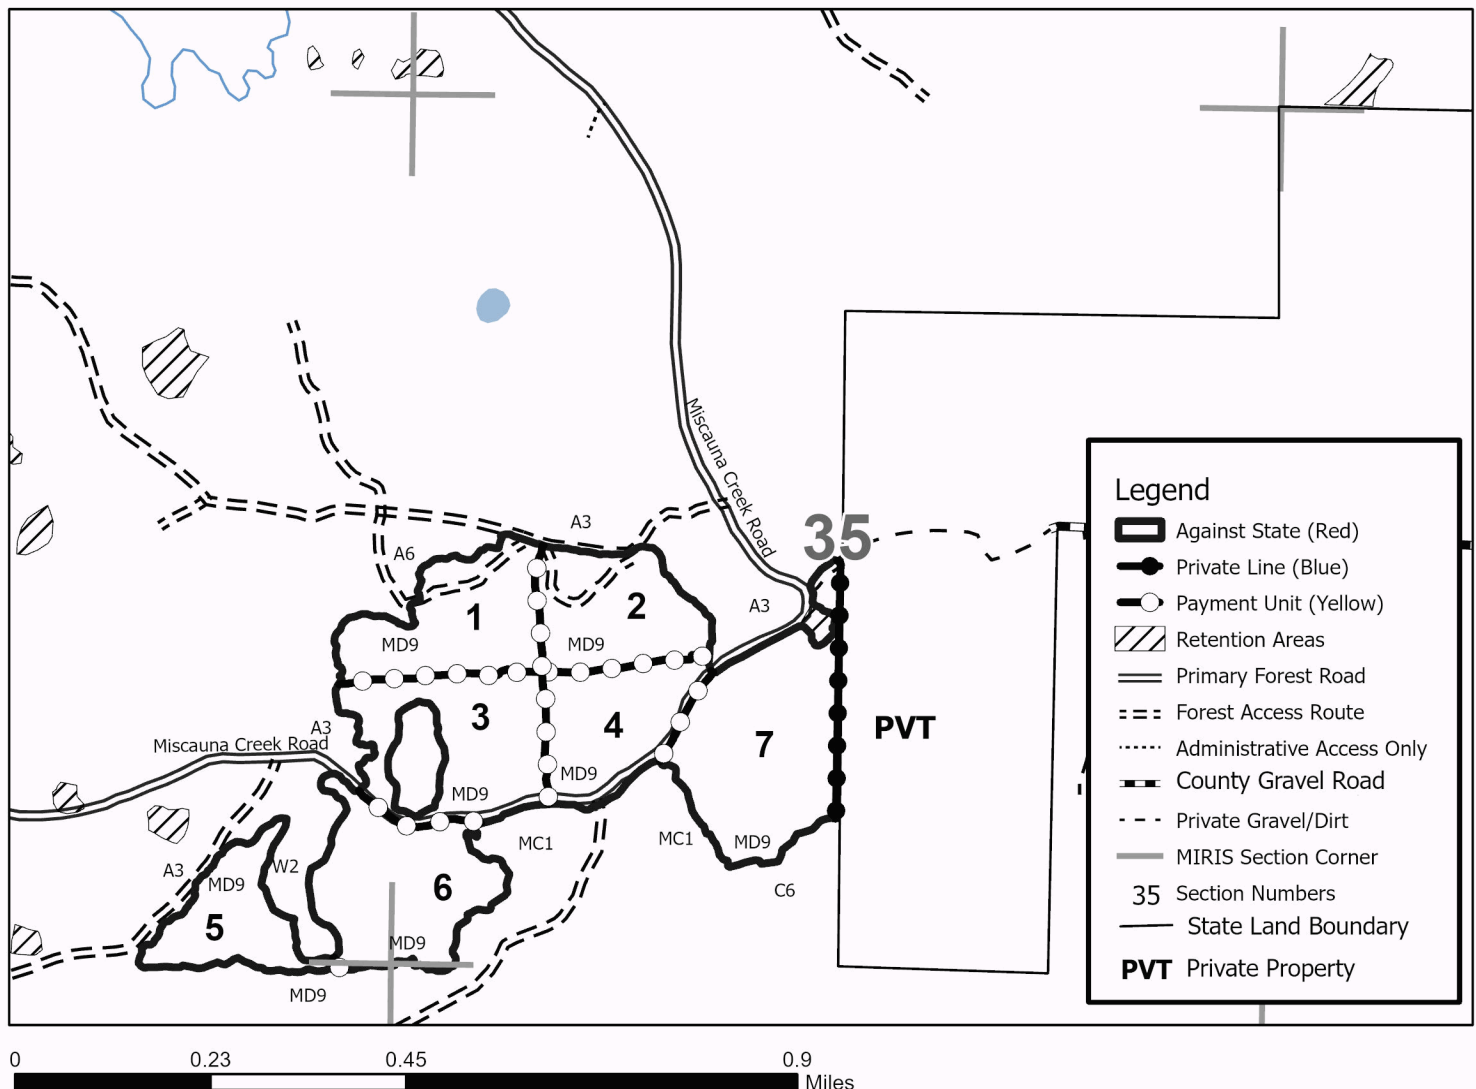 Miscauna Creek Road
35
A3
A6
A3
1
2
MD9
MD9
3
4
7
PVT
A3
Miscauna Creek Road
MD9
MD9
MC1
MC1
MD9
A3
MD9
W2
6
C6
5
MD9
MD9
Legend
Against State (Red)
Private Line (Blue)
Payment Unit (Yellow)
Retention Areas
Primary Forest Road
Forest Access Route
Administrative Access Only
County Gravel Road
Private Gravel/Dirt
MIRIS Section Corner
35 Section Numbers
State Land Boundary
PVT Private Property
0 0.23 0.45 0.9
Miles